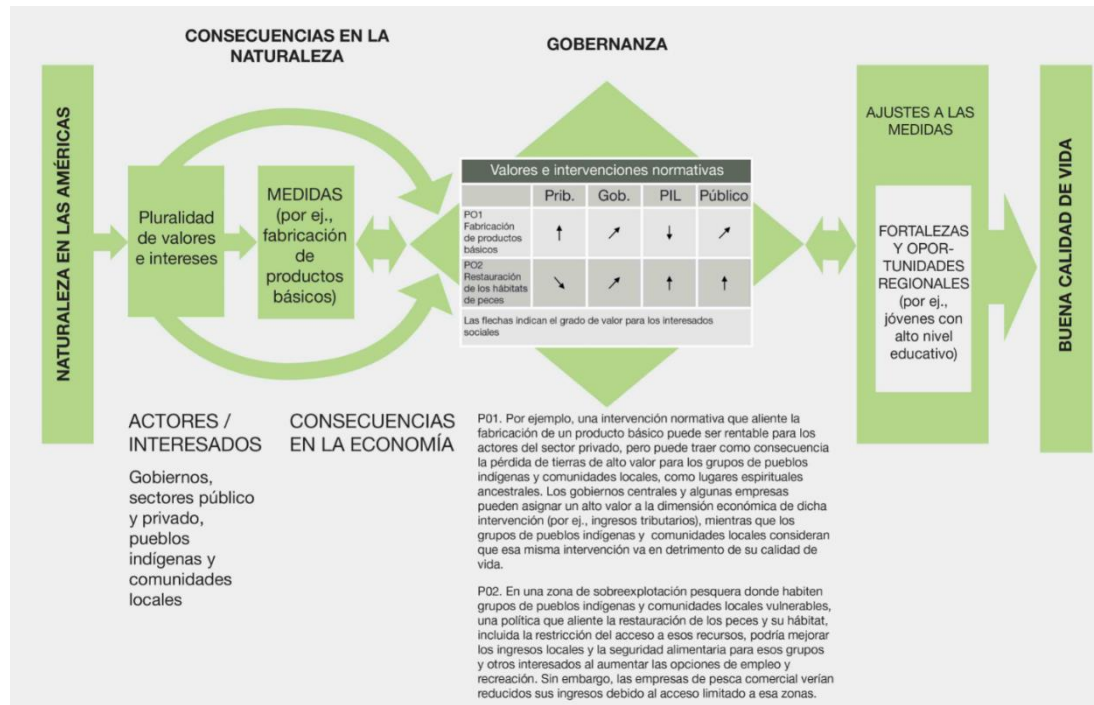 NATURALEZA EN LAS AMÉRICAS
CONSECUENCIAS EN LA
NATURALEZA
Pluralidad
de valores
e intereses
MEDIDAS
(por ej.,
fabricación
de
productos
básicos)
ACTORES /
INTERESADOS
Gobiernos,
sectores público
y privado,
pueblos
indígenas y
comunidades
locales
CONSECUENCIAS
EN LA ECONOMÍA
GOBERNANZA
Valores e intervenciones normativas
Prib. Gob. PIL Público
PO1
Fabricación
de productos
básicos
↑ ↗ ↓ ↗
PO2
Restauración
de los hábitats
de peces
↘ ↗ ↑ ↑
Las flechas indican el grado de valor para los interesados
sociales
P01. Por ejemplo, una intervención normativa que aliente la
fabricación de un producto básico puede ser rentable para los
actores del sector privado, pero puede traer como consecuencia
la pérdida de tierras de alto valor para los grupos de pueblos
indígenas y comunidades locales, como lugares espirituales
ancestrales. Los gobiernos centrales y algunas empresas
pueden asignar un alto valor a la dimensión económica de dicha
intervención (por ej., ingresos tributarios), mientras que los
grupos de pueblos indígenas y comunidades locales consideran
que esa misma intervención va en detrimento de su calidad de
vida.
P02. En una zona de sobreexplotación pesquera donde habiten
grupos de pueblos indígenas y comunidades locales vulnerables,
una política que aliente la restauración de los peces y su hábitat,
incluida la restricción del acceso a esos recursos, podría mejorar
los ingresos locales y la seguridad alimentaria para esos grupos
y otros interesados al aumentar las opciones de empleo y
recreación. Sin embargo, las empresas de pesca comercial verían
reducidos sus ingresos debido al acceso limitado a esa zonas.
AJUSTES A LAS
MEDIDAS
FORTALEZAS
Y OPOR-
TUNIDADES
REGIONALES
(por ej.,
jóvenes con
alto nivel
educativo)
BUENA CALIDAD DE VIDA